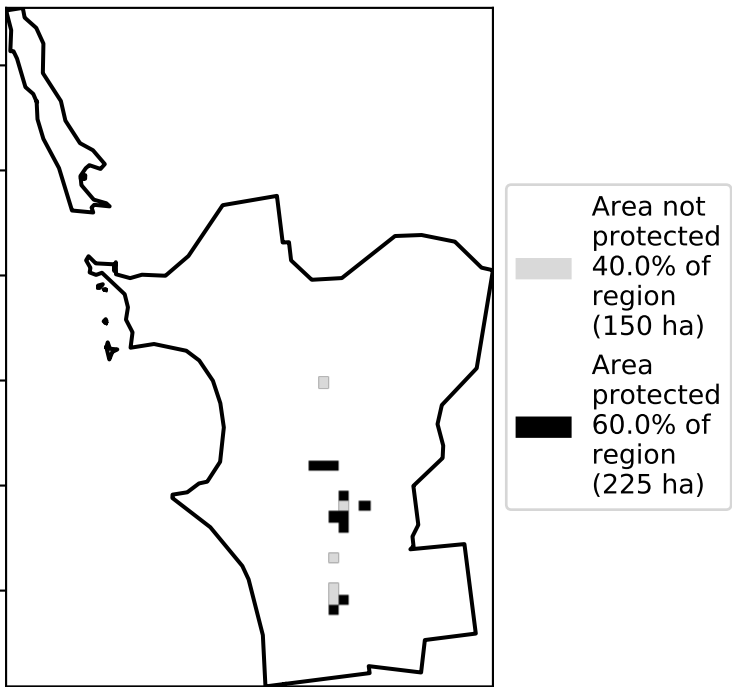 Area not
protected
40.0% of
region
(150 ha)
Area
protected
60.0% of
region
(225 ha)